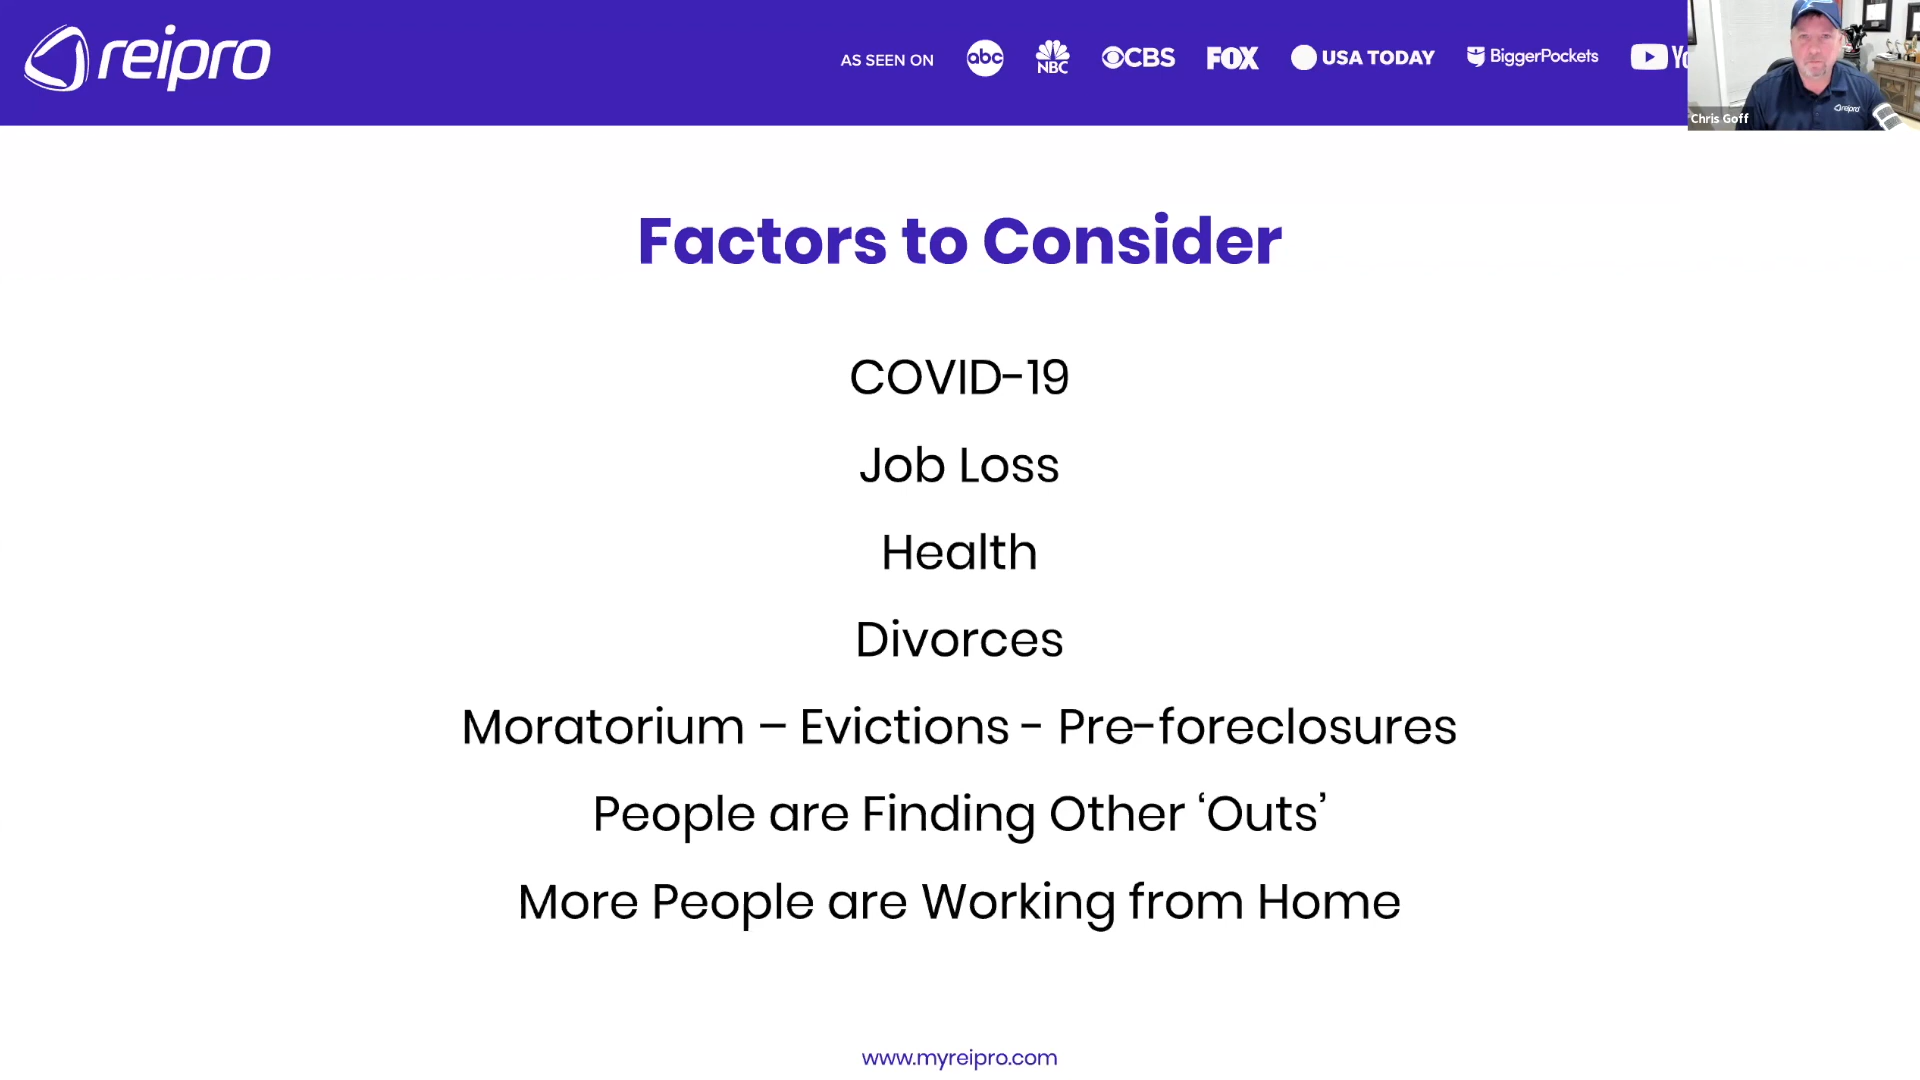 reipro
AS SEEN ON
abc
NBC
CBS
FOX
USA TODAY
BiggerPockets
Chris Goff
reipro
Factors to Consider
COVID-19
Job Loss
Health
Divorces
Moratorium – Evictions - Pre-foreclosures
People are Finding Other ‘Outs’
More People are Working from Home
www.myreipro.com